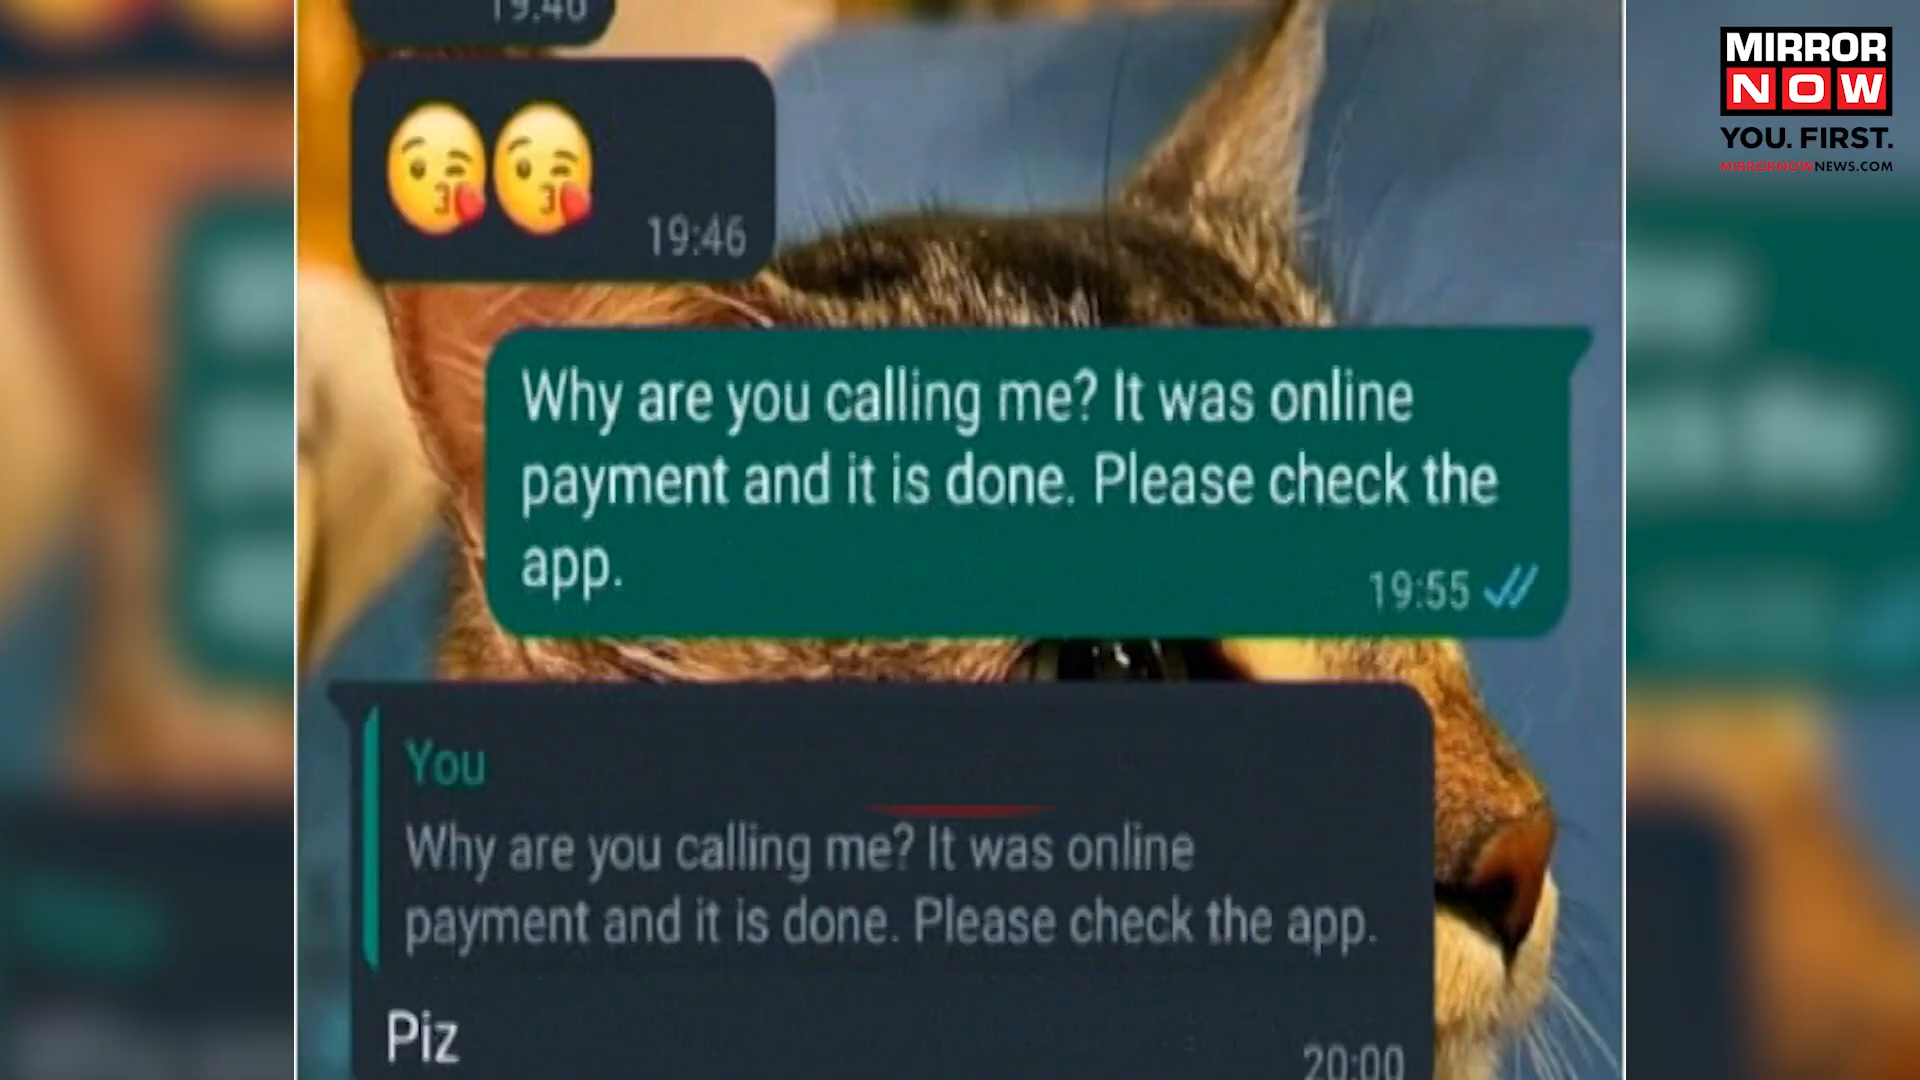 19:46
Why are you calling me? It was online
payment and it is done. Please check the
app.
19:55
You
Why are you calling me? It was online
payment and it is done. Please check the app.
Piz
20:00
MIRROR
NOW
YOU. FIRST.
MIRRORNOWNEWS.COM